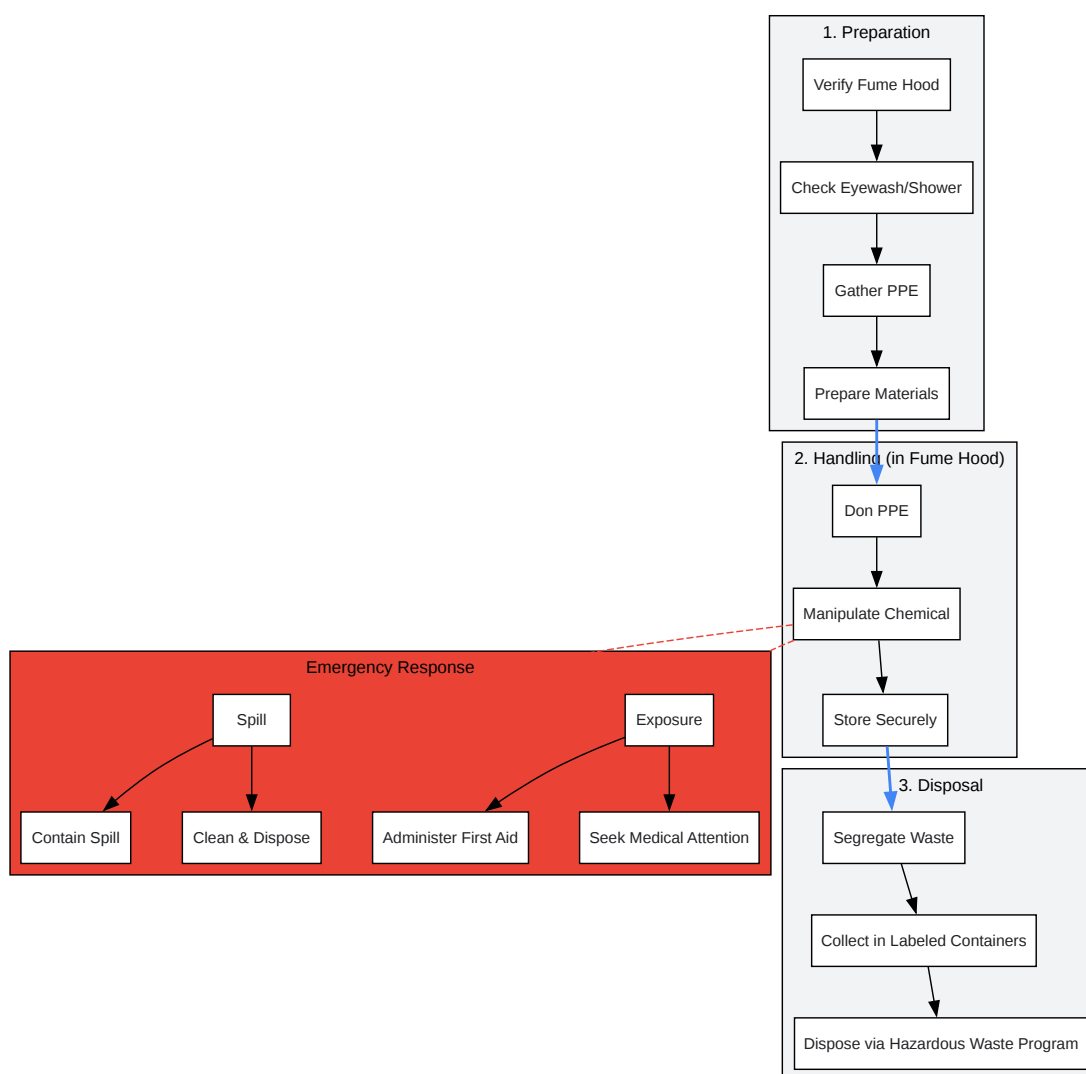 1. Preparation
Verify Fume Hood
Check Eyewash/Shower
Gather PPE
Prepare Materials
2. Handling (in Fume Hood)
Don PPE
Manipulate Chemical
Store Securely
Emergency Response
Spill
Exposure
Contain Spill
Clean & Dispose
Administer First Aid
Seek Medical Attention
3. Disposal
Segregate Waste
Collect in Labeled Containers
Dispose via Hazardous Waste Program